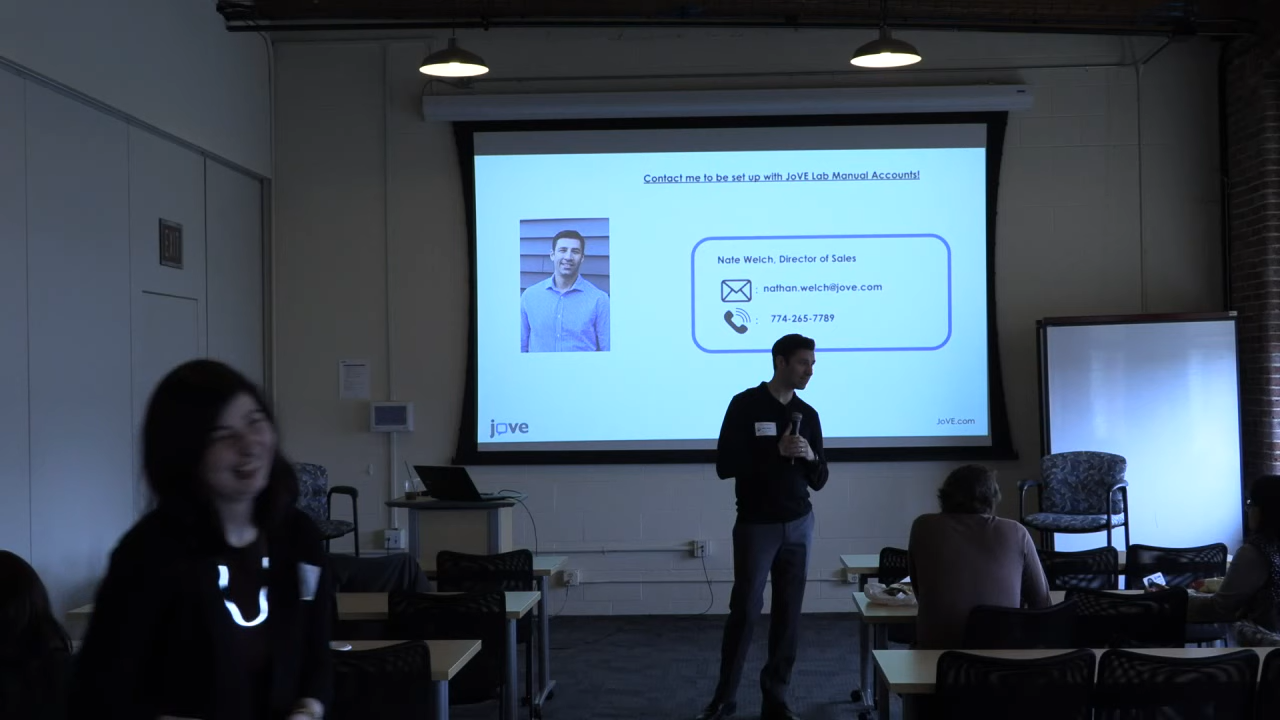 Contact me to be set up with JoVE Lab Manual Accounts!
EXIT
Nate Welch, Director of Sales
: nathan.welch@jove.com
: 774-265-7789
jove
JoVE.com